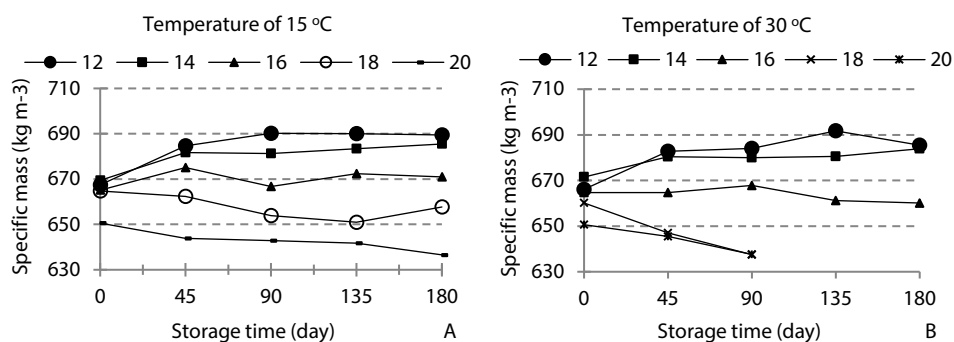 Temperature of 15 ºC
12 14 16 18 20
Specific mass (kg m-3)
710
690
670
650
630
0 45 90 135 180
Storage time (day)
A
Temperature of 30 ºC
12 14 16 18 20
Specific mass (kg m-3)
710
690
670
650
630
0 45 90 135 180
Storage time (day)
B